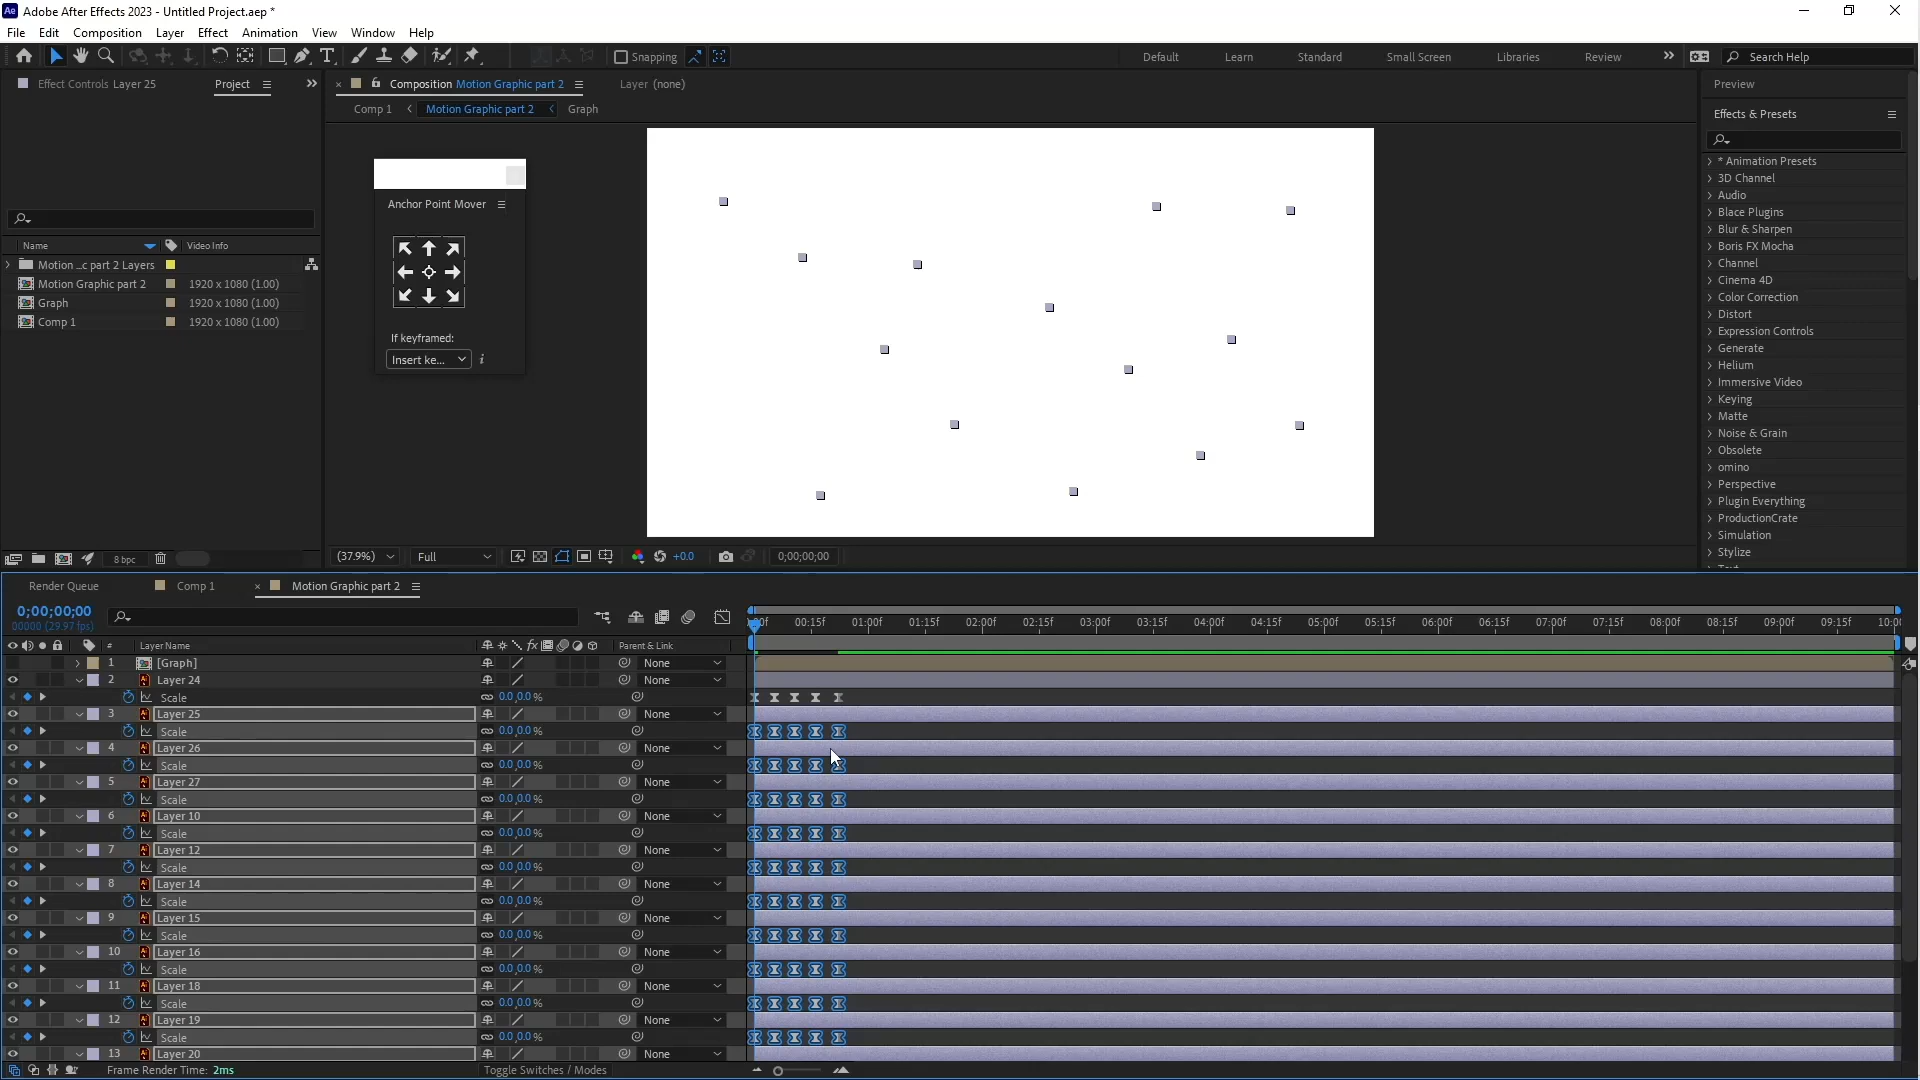 Ae Adobe After Effects 2023 - Untitled Project.aep *
File Edit Composition Layer Effect Animation View Window Help
Snapping Default Learn Standard Small Screen Libraries Review » Search Help
Effect Controls Layer 25 Project »
× Composition Motion Graphic part 2 Layer (none)
Comp 1 < Motion Graphic part 2 < Graph
Name Video Info
Motion ...c part 2 Layers
Motion Graphic part 2 1920 x 1080 (1.00)
Graph 1920 x 1080 (1.00)
Comp 1 1920 x 1080 (1.00)
8 bpc
Anchor Point Mover
If keyframed:
Insert ke... i
(37.9%) Full +0.0 0;00;00;00
Preview
Effects & Presets
* Animation Presets
3D Channel
Audio
Blace Plugins
Blur & Sharpen
Boris FX Mocha
Channel
Cinema 4D
Color Correction
Distort
Expression Controls
Generate
Helium
Immersive Video
Keying
Matte
Noise & Grain
Obsolete
omino
Perspective
Plugin Everything
ProductionCrate
Simulation
Stylize
Render Queue Comp 1 × Motion Graphic part 2
0;00;00;00
00000 (29.97 fps)
00:15f 01:00f 01:15f 02:00f 02:15f 03:00f 03:15f 04:00f 04:15f 05:00f 05:15f 06:00f 06:15f 07:00f 07:15f 08:00f 08:15f 09:00f 09:15f 10:00
# Layer Name fx Parent & Link
1 [Graph] None
2 Layer 24 None
Scale 0.0,0.0 %
3 Layer 25 None
Scale 0.0,0.0 %
4 Layer 26 None
Scale 0.0,0.0 %
5 Layer 27 None
Scale 0.0,0.0 %
6 Layer 10 None
Scale 0.0,0.0 %
7 Layer 12 None
Scale 0.0,0.0 %
8 Layer 14 None
Scale 0.0,0.0 %
9 Layer 15 None
Scale 0.0,0.0 %
10 Layer 16 None
Scale 0.0,0.0 %
11 Layer 18 None
Scale 0.0,0.0 %
12 Layer 19 None
Scale 0.0,0.0 %
13 Layer 20 None
Frame Render Time: 2ms Toggle Switches / Modes